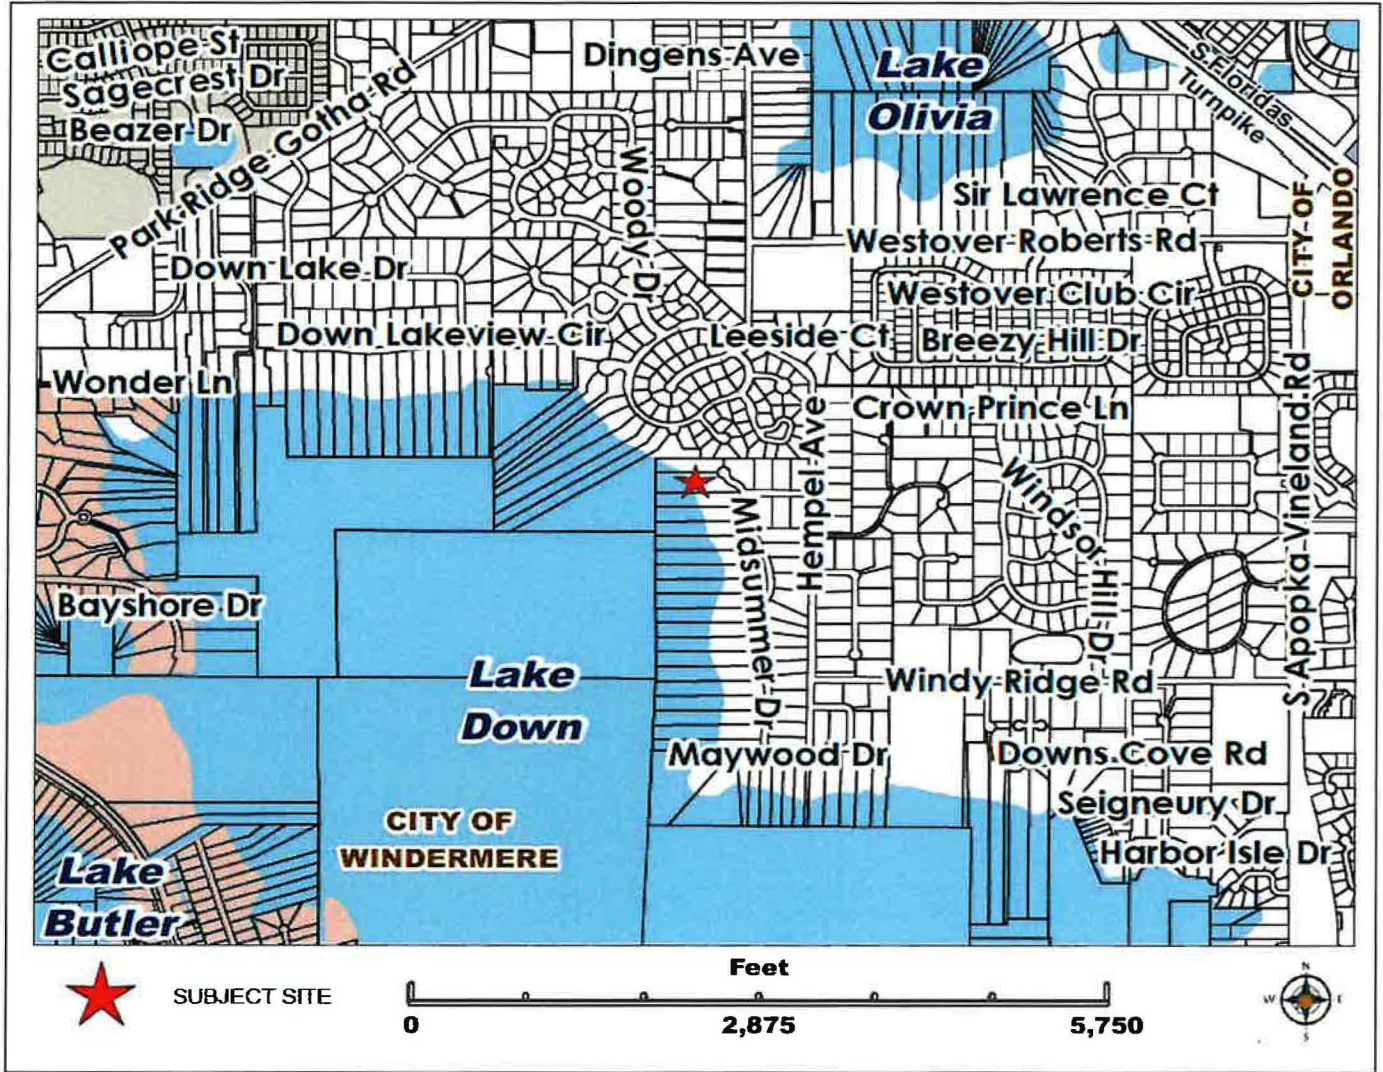 Calliope St
Dingens Ave
Lake
Olivia
S Floridas
Turnpike
Sagecrest Dr
Beazer Dr
Park Ridge Gotha Rd
Woody Dr
Sir Lawrence Ct
CITY OF
ORLANDO
Westover Roberts Rd
Down Lake Dr
Westover Club Cir
Down Lakeview Cir
Leeside Ct
Breezy Hill Dr
Wonder Ln
Crown Prince Ln
Hempel Ave
S Apopka Vineland Rd
Windsor Hill Dr
Midsummer Dr
Bayshore Dr
Lake
Down
Windy Ridge Rd
Maywood Dr
Downs Cove Rd
Seigneury Dr
CITY OF
WINDERMERE
Harbor Isle Dr
Lake
Butler
SUBJECT SITE
Feet
0
2,875
5,750
N
W
E
S